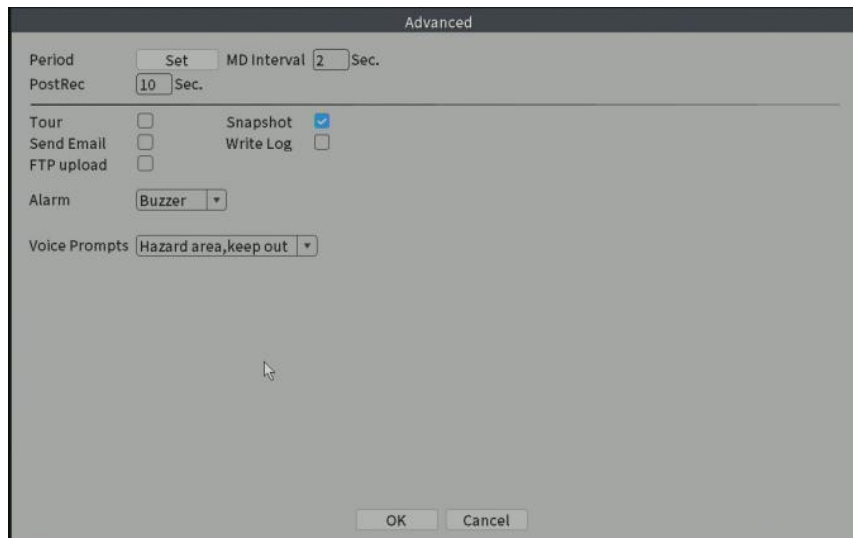 Advanced
Period Set MD Interval 2 Sec.
PostRec 10 Sec.
Tour Snapshot
Send Email Write Log
FTP upload
Alarm Buzzer
Voice Prompts Hazard area,keep out
OK Cancel